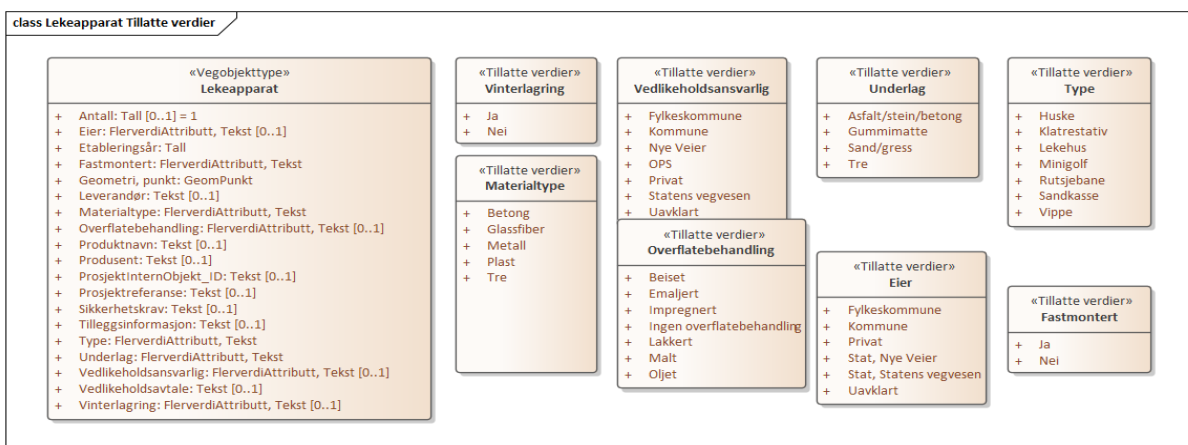 class Lekeapparat Tillatte verdier
«Vegobjekttype»
Lekeapparat
+ Antall: Tall [0..1] = 1
+ Eier: FlerverdiAttributt, Tekst [0..1]
+ Etableringsår: Tall
+ Fastmontert: FlerverdiAttributt, Tekst
+ Geometri, punkt: GeomPunkt
+ Leverandør: Tekst [0..1]
+ Materialtype: FlerverdiAttributt, Tekst
+ Overflatebehandling: FlerverdiAttributt, Tekst [0..1]
+ Produktnavn: Tekst [0..1]
+ Produsent: Tekst [0..1]
+ ProsjektInternObjekt_ID: Tekst [0..1]
+ Prosjektreferanse: Tekst [0..1]
+ Sikkerhetskrav: Tekst [0..1]
+ Tilleggsinformasjon: Tekst [0..1]
+ Type: FlerverdiAttributt, Tekst
+ Underlag: FlerverdiAttributt, Tekst
+ Vedlikeholdsansvarlig: FlerverdiAttributt, Tekst [0..1]
+ Vedlikeholdsavtale: Tekst [0..1]
+ Vinterlagring: FlerverdiAttributt, Tekst [0..1]
«Tillatte verdier»
Vinterlagring
+ Ja
+ Nei
«Tillatte verdier»
Materialtype
+ Betong
+ Glassfiber
+ Metall
+ Plast
+ Tre
«Tillatte verdier»
Vedlikeholdsansvarlig
+ Fylkeskommune
+ Kommune
+ Nye Veier
+ OPS
+ Privat
+ Statens vegvesen
+ Uavklart
«Tillatte verdier»
Overflatebehandling
+ Beiset
+ Emaljert
+ Impregnert
+ Ingen overflatebehandling
+ Lakkert
+ Malt
+ Oljet
«Tillatte verdier»
Underlag
+ Asfalt/stein/betong
+ Gummimatte
+ Sand/gress
+ Tre
«Tillatte verdier»
Eier
+ Fylkeskommune
+ Kommune
+ Privat
+ Stat, Nye Veier
+ Stat, Statens vegvesen
+ Uavklart
«Tillatte verdier»
Type
+ Huske
+ Klatrestativ
+ Lekehus
+ Minigolf
+ Rutsjebane
+ Sandkasse
+ Vippe
«Tillatte verdier»
Fastmontert
+ Ja
+ Nei